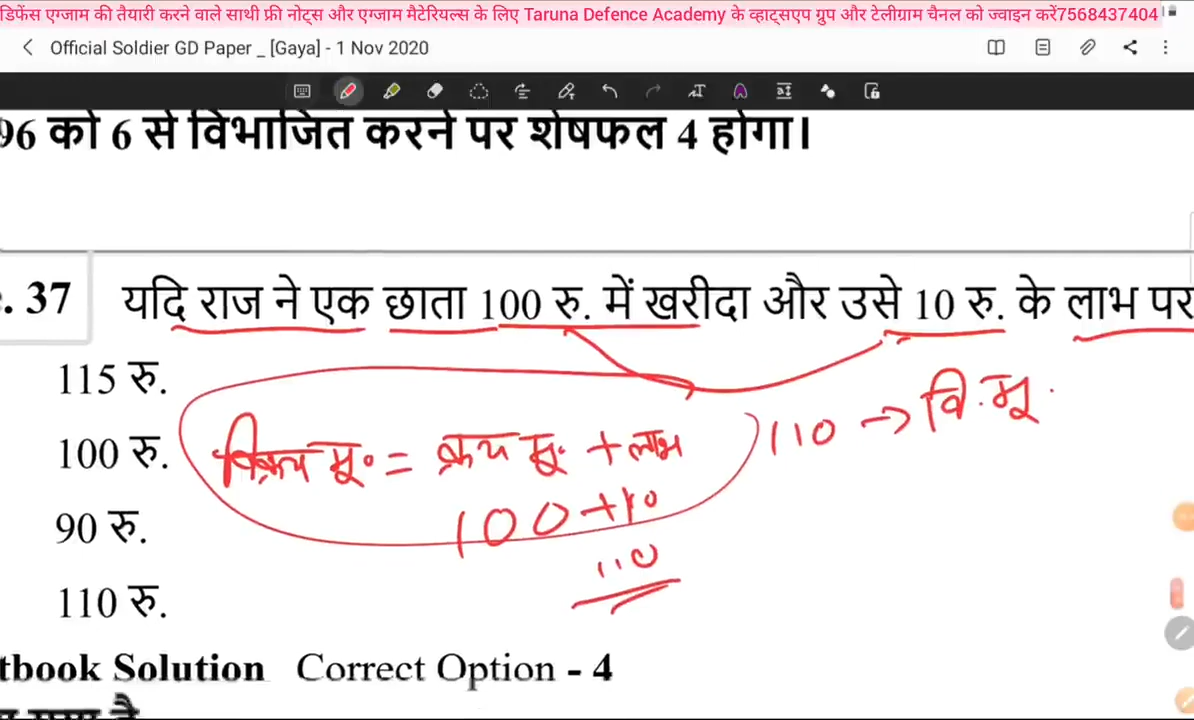 डिफेंस एग्जाम की तैयारी करने वाले साथी फ्री नोट्स और एग्जाम मैटेरियल्स के लिए Taruna Defence Academy के व्हाट्सएप ग्रुप और टेलीग्राम चैनल को ज्वाइन करें7568437404
Official Soldier GD Paper _ [Gaya] - 1 Nov 2020
96 को 6 से विभाजित करने पर शेषफल 4 होगा।
. 37 यदि राज ने एक छाता 100 रु. में खरीदा और उसे 10 रु. के लाभ पर
115 रु.
110 → वि. मू.
100 रु. विक्रय मू॰ = क्रय मू॰ + लाभ
100+10
90 रु.
110
110 रु.
tbook Solution Correct Option - 4